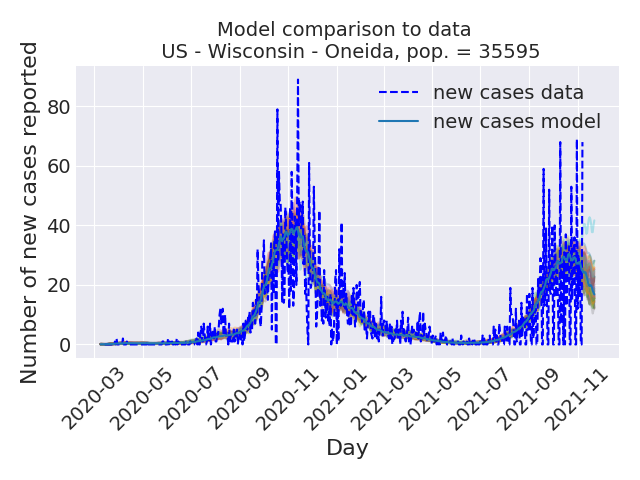 Model comparison to data
US - Wisconsin - Oneida, pop. = 35595
Number of new cases reported
80
60
40
20
0
new cases data
new cases model
2020-03
2020-05
2020-07
2020-09
2020-11
2021-01
2021-03
2021-05
2021-07
2021-09
2021-11
Day